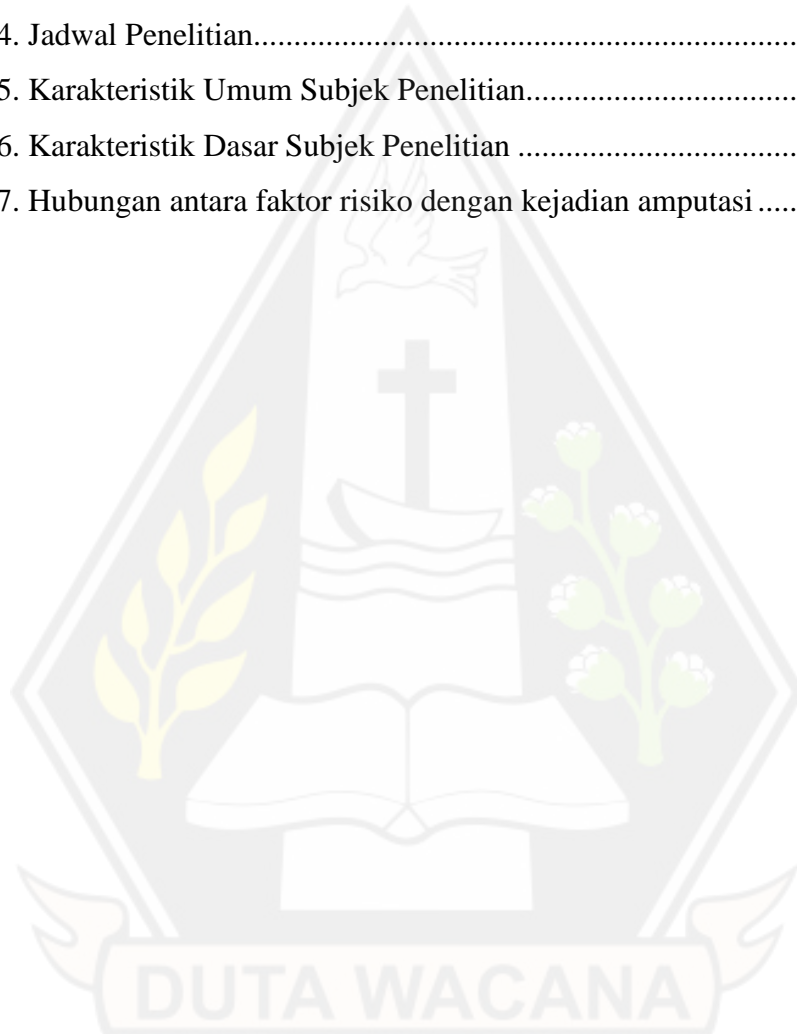 4. Jadwal Penelitian................................................................
5. Karakteristik Umum Subjek Penelitian..................................
6. Karakteristik Dasar Subjek Penelitian ...................................
7. Hubungan antara faktor risiko dengan kejadian amputasi .....
DUTA WACANA